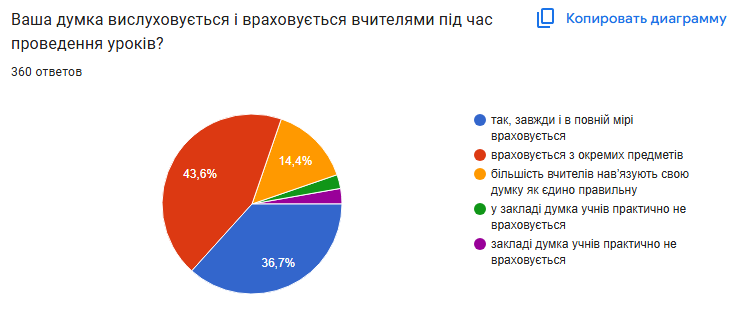 Ваша думка вислуховується і враховується вчителями під час
проведення уроків?
Копировать диаграмму
360 ответов
43,6%
14,4%
36,7%
так, завжди і в повній мірі
враховується
враховується з окремих предметів
більшість вчителів нав'язують свою
думку як єдино правильну
у закладі думка учнів практично не
враховується
закладі думка учнів практично не
враховується